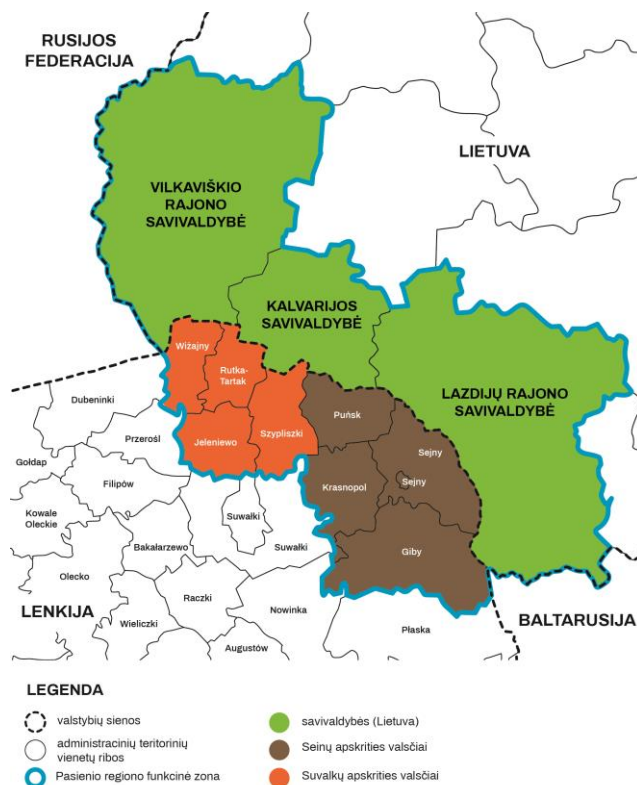 RUSIJOS
FEDERACIJA
LIETUVA
VILKAVIŠKIO
RAJONO
SAVIVALDYBĖ
KALVARIJOS
SAVIVALDYBĖ
LAZDIJŲ RAJONO
SAVIVALDYBĖ
Wiżajny
Rutka-
Tartak
Dubeninki
Puńsk
Przerośl
Jeleniewo
Szypliszki
Sejny
Gołdap
Filipów
Krasnopol
Sejny
Kowale
Oleckie
Suwałki
Bakałarzewo
Suwałki
Giby
Olecko
Raczki
LENKIJA
Nowinka
BALTARUSIJA
Wieliczki
Płaska
Augustów
LEGENDA
valstybių sienos
administracinių teritorinių
vienetų ribos
Pasienio regiono funkcinė zona
savivaldybės (Lietuva)
Seinų apskrities valsčiai
Suvalkų apskrities valsčiai